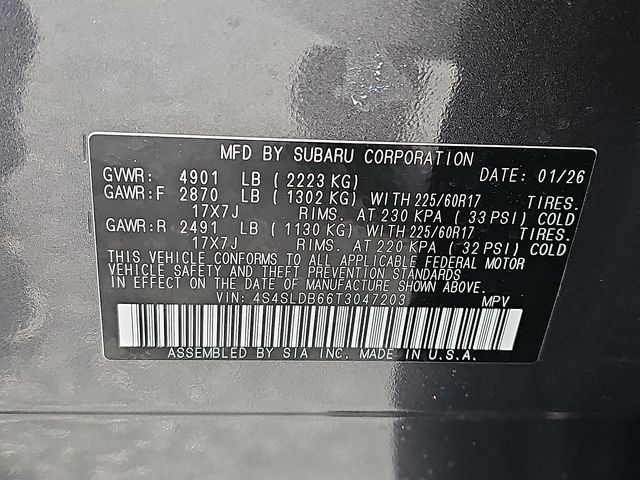 MFD BY SUBARU CORPORATION
GVWR: 4901 LB (2223 KG) DATE: 01/26
GAWR:F 2870 LB (1302 KG) WITH 225/60R17 TIRES.
17X7J RIMS. AT 230 KPA (33 PSI) COLD
GAWR:R 2491 LB (1130 KG) WITH 225/60R17 TIRES.
17X7J RIMS. AT 220 KPA (32 PSI) COLD
THIS VEHICLE CONFORMS TO ALL APPLICABLE FEDERAL MOTOR
VEHICLE SAFETY AND THEFT PREVENTION STANDARDS
IN EFFECT ON THE DATE OF MANUFACTURE SHOWN ABOVE.
VIN: 4S4SLDB66T3047203 MPV
ASSEMBLED BY SIA INC. MADE IN U.S.A.